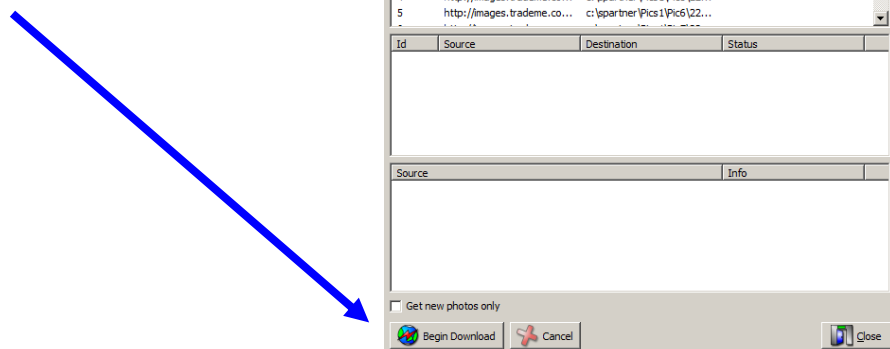 5 http://images.trademe.co... c:\spartner\Pics1\Pic6\22...
Id Source Destination Status
Source Info
Get new photos only
Begin Download Cancel Close